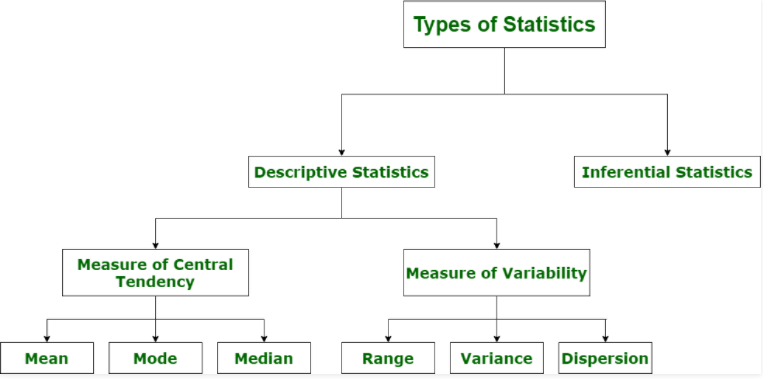 Types of Statistics
Descriptive Statistics
Inferential Statistics
Measure of Central
Tendency
Measure of Variability
Mean
Mode
Median
Range
Variance
Dispersion